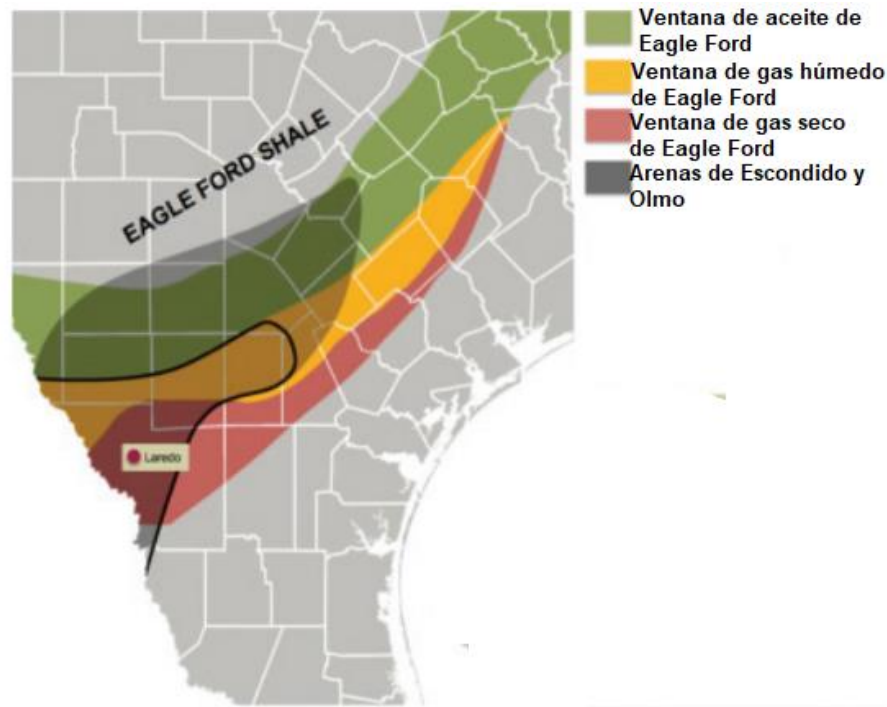 Ventana de aceite de
Eagle Ford
Ventana de gas húmedo
de Eagle Ford
Ventana de gas seco
de Eagle Ford
Arenas de Escondido y
Olmo
EAGLE FORD SHALE
Laredo